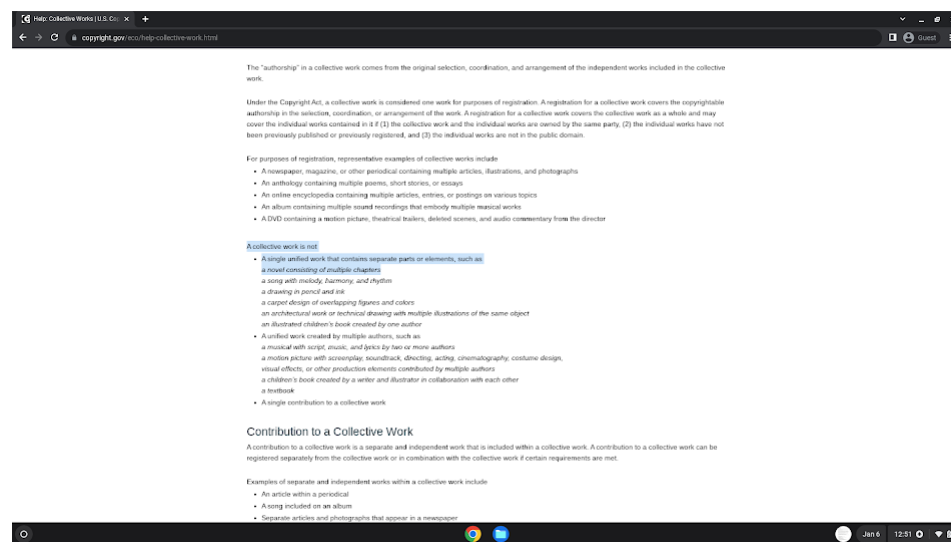 Help: Collective Works | U.S. Co
copyright.gov/eco/help-collective-work.html
Guest
The "authorship" in a collective work comes from the original selection, coordination, and arrangement of the independent works included in the collective
work.
Under the Copyright Act, a collective work is considered one work for purposes of registration. A registration for a collective work covers the copyrightable
authorship in the selection, coordination, or arrangement of the work. A registration for a collective work covers the collective work as a whole and may
cover the individual works contained in it if (1) the collective work and the individual works are owned by the same party, (2) the individual works have not
been previously published or previously registered, and (3) the individual works are not in the public domain.
For purposes of registration, representative examples of collective works include
• A newspaper, magazine, or other periodical containing multiple articles, illustrations, and photographs
• An anthology containing multiple poems, short stories, or essays
• An online encyclopedia containing multiple articles, entries, or postings on various topics
• An album containing multiple sound recordings that embody multiple musical works
• A DVD containing a motion picture, theatrical trailers, deleted scenes, and audio commentary from the director
A collective work is not
• A single unified work that contains separate parts or elements, such as
a novel consisting of multiple chapters
a song with melody, harmony, and rhythm
a drawing in pencil and ink
a carpet design of overlapping figures and colors
an architectural work or technical drawing with multiple illustrations of the same object
an illustrated children's book created by one author
• A unified work created by multiple authors, such as
a musical with script, music, and lyrics by two or more authors
a motion picture with screenplay, soundtrack, directing, acting, cinematography, costume design,
visual effects, or other production elements contributed by multiple authors
a children's book created by a writer and illustrator in collaboration with each other
a textbook
• A single contribution to a collective work
Contribution to a Collective Work
A contribution to a collective work is a separate and independent work that is included within a collective work. A contribution to a collective work can be
registered separately from the collective work or in combination with the collective work if certain requirements are met.
Examples of separate and independent works within a collective work include
• An article within a periodical
• A song included on an album
• Separate articles and photographs that appear in a newspaper
Jan 6
12:51